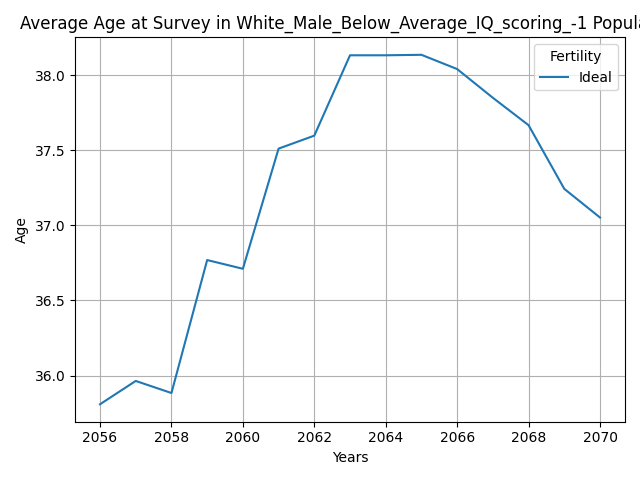 Average Age at Survey in White_Male_Below_Average_IQ_scoring_-1 Popula
38.0
37.5
37.0
36.5
36.0
Age
Fertility
Ideal
2056 2058 2060 2062 2064 2066 2068 2070
Years